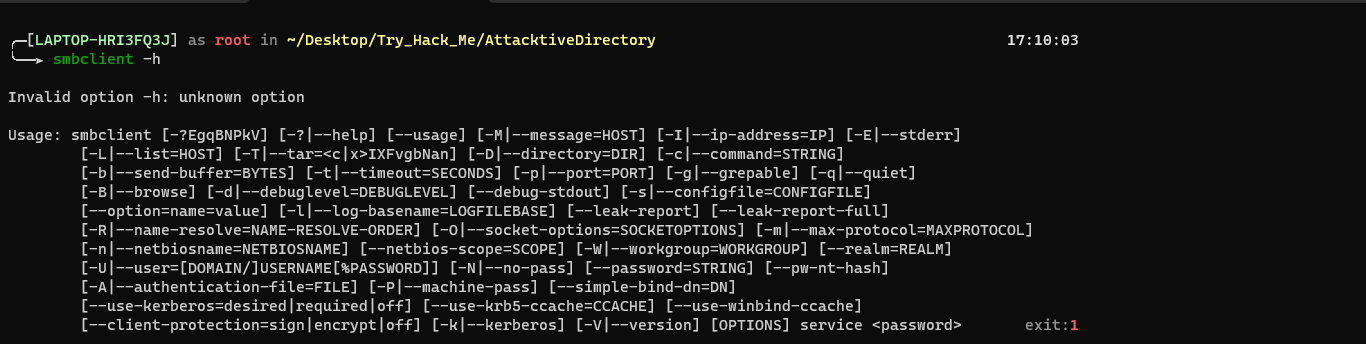 ╭─[LAPTOP-HRI3FQ3J] as root in ~/Desktop/Try_Hack_Me/AttacktiveDirectory 17:10:03
╰──➤ smbclient -h
Invalid option -h: unknown option
Usage: smbclient [-?EgqBNPkV] [-?|--help] [--usage] [-M|--message=HOST] [-I|--ip-address=IP] [-E|--stderr]
[-L|--list=HOST] [-T|--tar=<c|x>IXFvgbNan] [-D|--directory=DIR] [-c|--command=STRING]
[-b|--send-buffer=BYTES] [-t|--timeout=SECONDS] [-p|--port=PORT] [-g|--grepable] [-q|--quiet]
[-B|--browse] [-d|--debuglevel=DEBUGLEVEL] [--debug-stdout] [-s|--configfile=CONFIGFILE]
[--option=name=value] [-l|--log-basename=LOGFILEBASE] [--leak-report] [--leak-report-full]
[-R|--name-resolve=NAME-RESOLVE-ORDER] [-O|--socket-options=SOCKETOPTIONS] [-m|--max-protocol=MAXPROTOCOL]
[-n|--netbiosname=NETBIOSNAME] [--netbios-scope=SCOPE] [-W|--workgroup=WORKGROUP] [--realm=REALM]
[-U|--user=[DOMAIN/]USERNAME[%PASSWORD]] [-N|--no-pass] [--password=STRING] [--pw-nt-hash]
[-A|--authentication-file=FILE] [-P|--machine-pass] [--simple-bind-dn=DN]
[--use-kerberos=desired|required|off] [--use-krb5-ccache=CCACHE] [--use-winbind-ccache]
[--client-protection=sign|encrypt|off] [-k|--kerberos] [-V|--version] [OPTIONS] service <password> exit:1